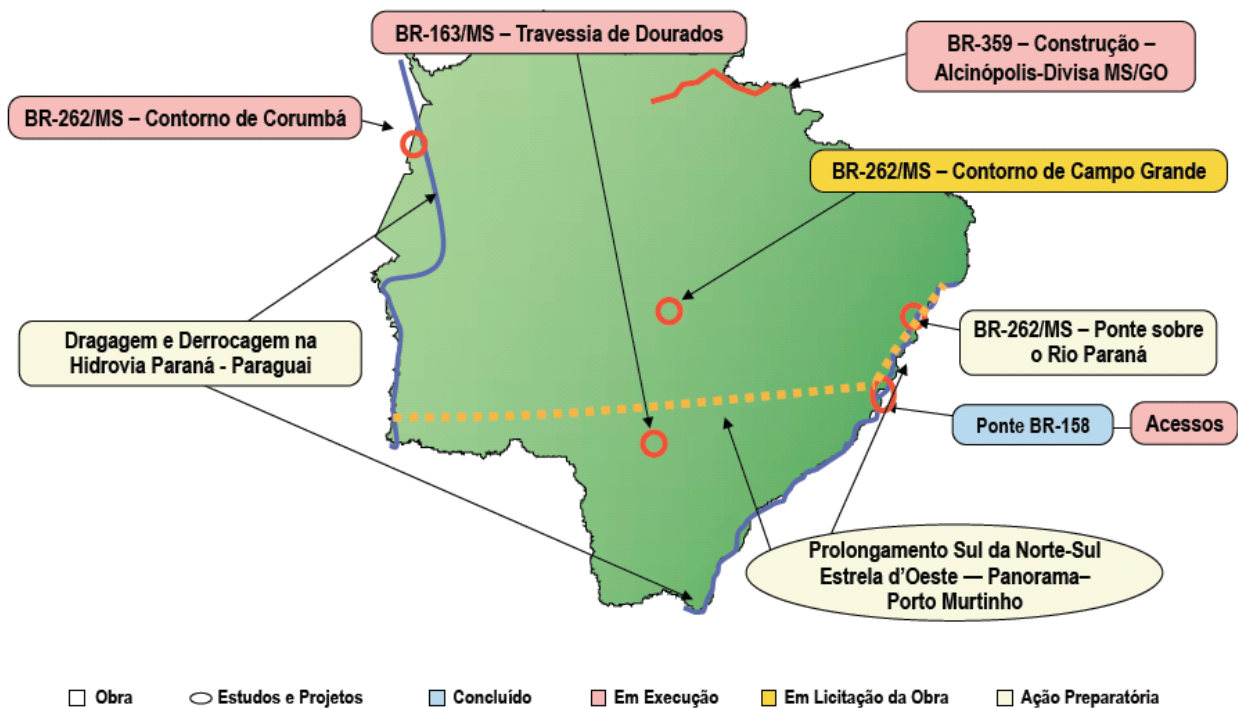 BR-163/MS – Travessia de Dourados
BR-359 – Construção –
Alcinópolis-Divisa MS/GO
BR-262/MS – Contorno de Corumbá
BR-262/MS – Contorno de Campo Grande
Dragagem e Derrocagem na
Hidrovia Paraná - Paraguai
BR-262/MS – Ponte sobre
o Rio Paraná
Ponte BR-158
Acessos
Prolongamento Sul da Norte-Sul
Estrela d’Oeste — Panorama–
Porto Murtinho
Obra
Estudos e Projetos
Concluído
Em Execução
Em Licitação da Obra
Ação Preparatória